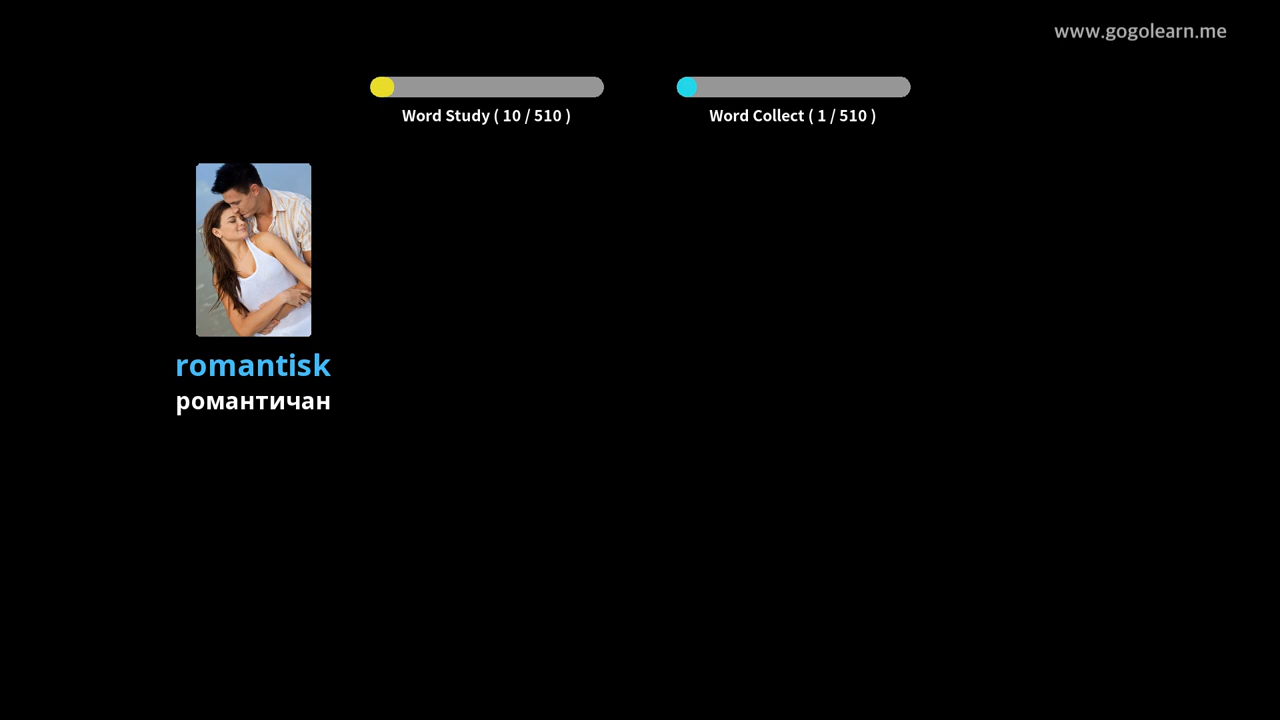 www.gogolearn.me
Word Study ( 10 / 510 )
Word Collect ( 1 / 510 )
romantisk
романтичан